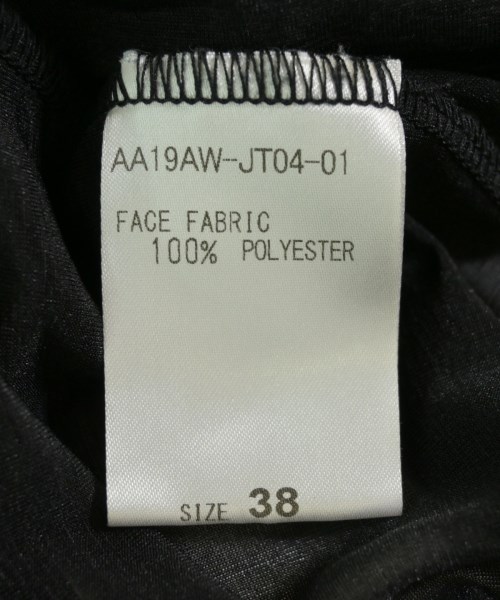 AA19AW-JT04-01
FACE FABRIC
100% POLYESTER
SIZE 38